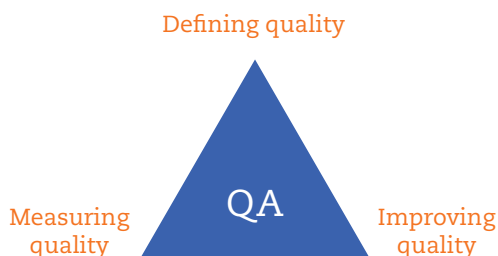 Defining quality
QA
Measuring
quality
Improving
quality